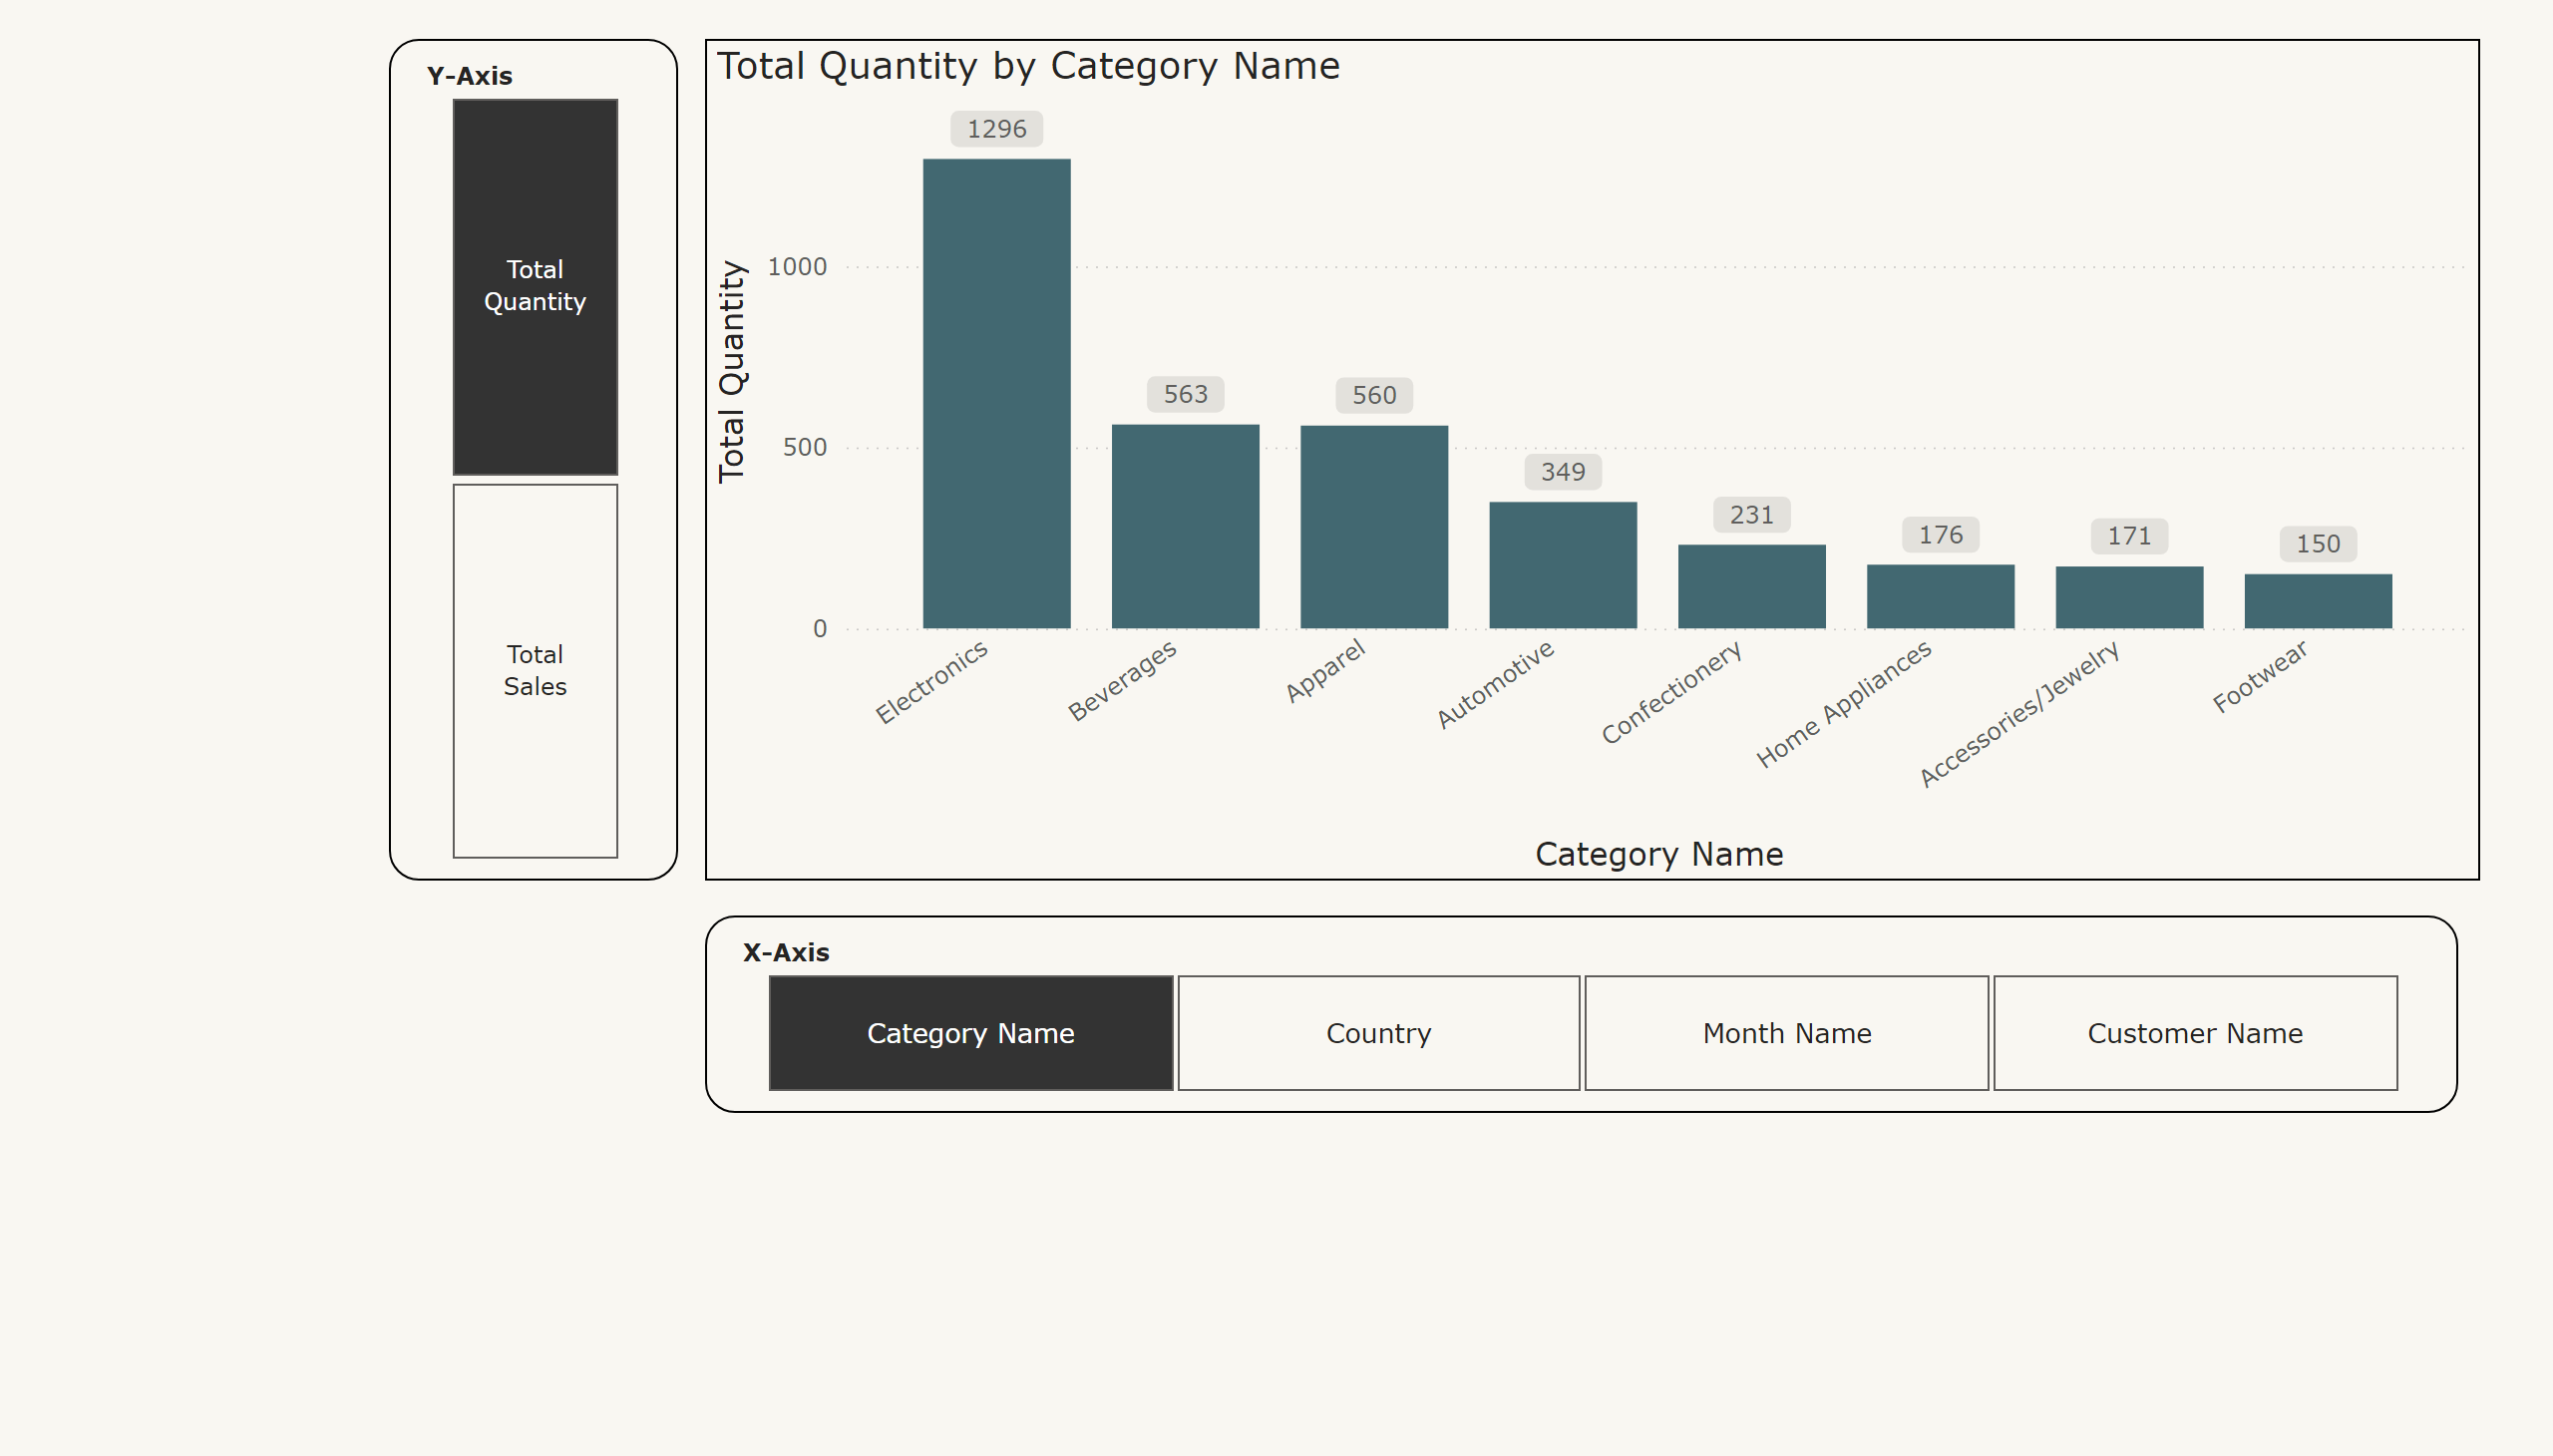 Y-Axis
Total
Quantity
Total
Sales
Total Quantity by Category Name
Total Quantity
1000
500
0
1296
563
560
349
231
176
171
150
Electronics
Beverages
Apparel
Automotive
Confectionery
Home Appliances
Accessories/Jewelry
Footwear
Category Name
X-Axis
Category Name
Country
Month Name
Customer Name